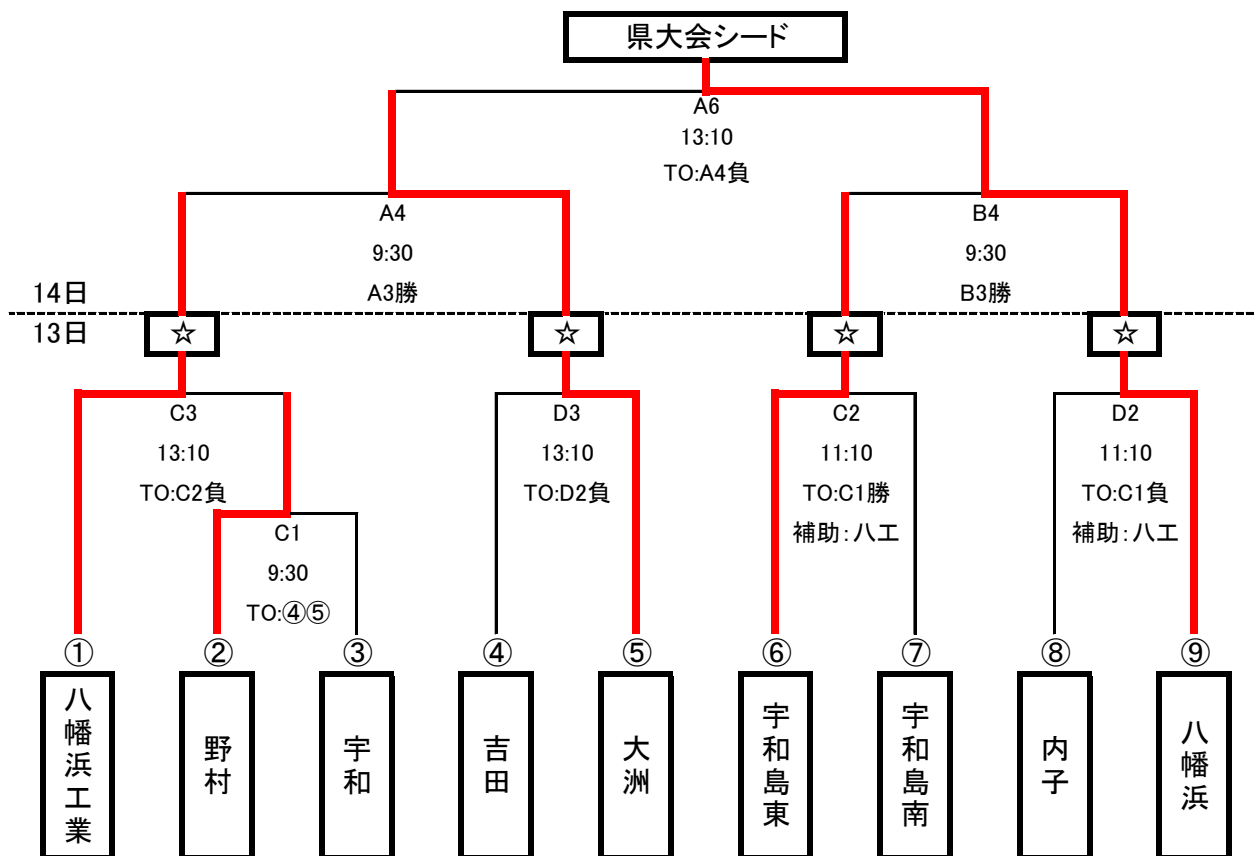 県大会シード
A6
13:10
TO:A4負
A4
B4
9:30
9:30
14日
A3勝
B3勝
13日
☆
☆
☆
☆
C3
D3
C2
D2
13:10
13:10
11:10
11:10
TO:C2負
TO:D2負
TO:C1勝
TO:C1負
C1
補助:八工
補助:八工
9:30
TO:④⑤
①
②
③
④
⑤
⑥
⑦
⑧
⑨
八幡浜工業
野村
宇和
吉田
大洲
宇和島東
宇和島南
内子
八幡浜